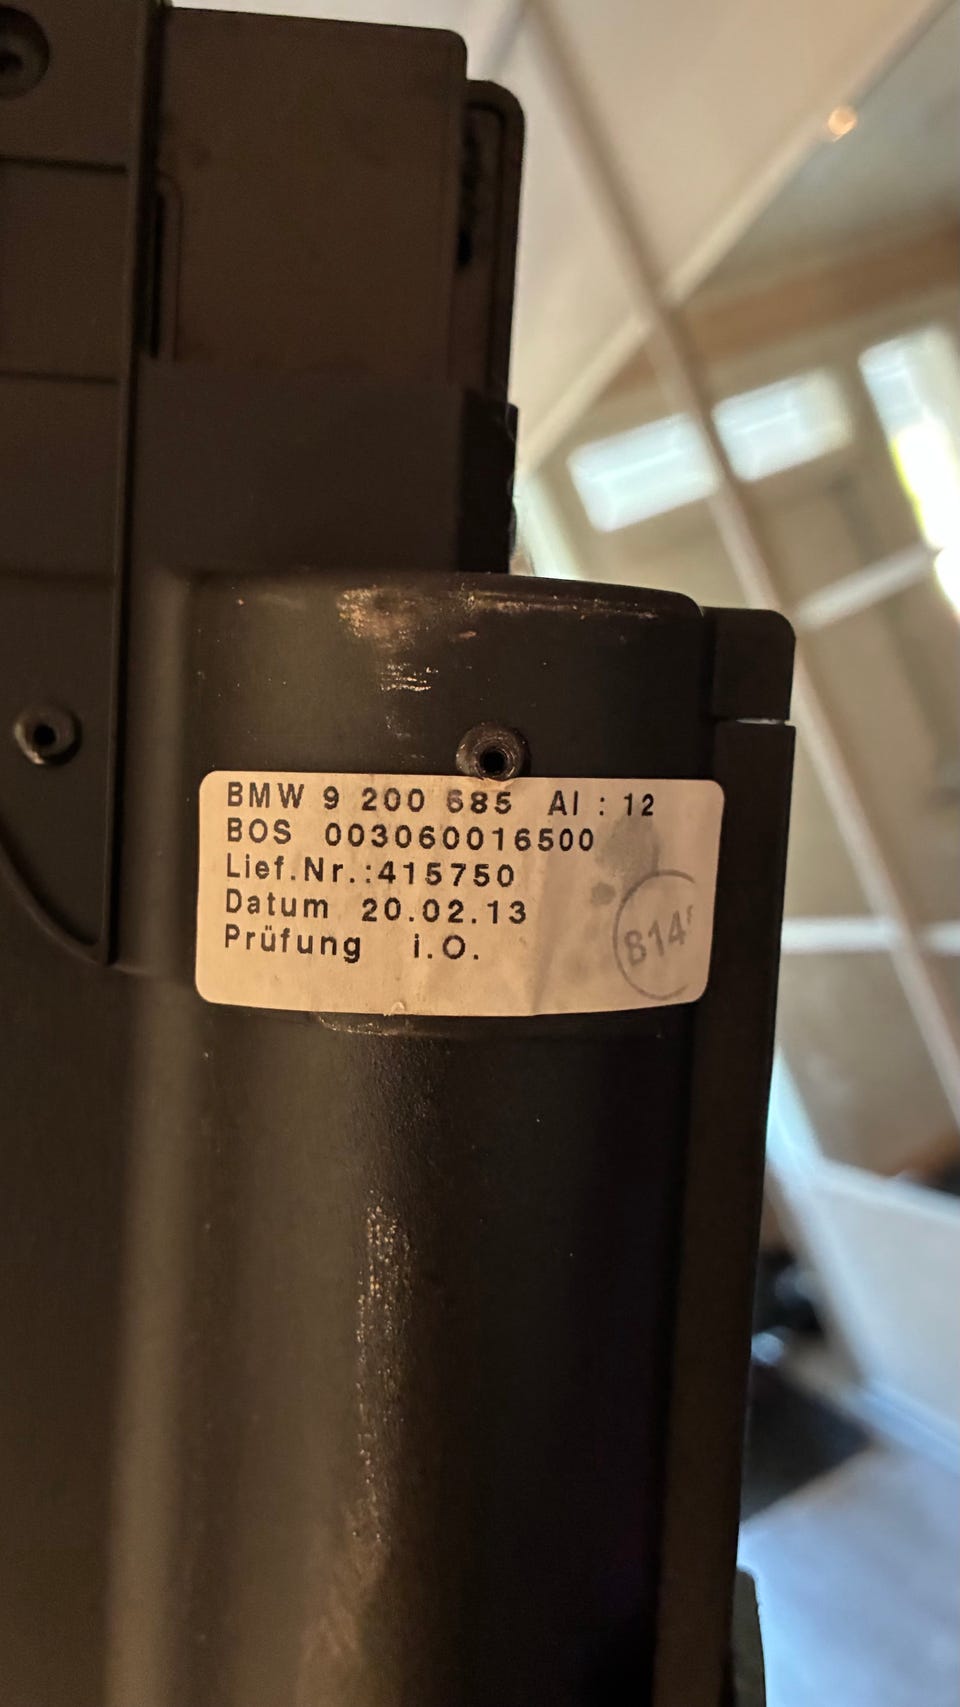 BMW 9 200 685 AI : 12
BOS 003060016500
Lief.Nr.:415750
Datum 20.02.13
Prüfung i.O.